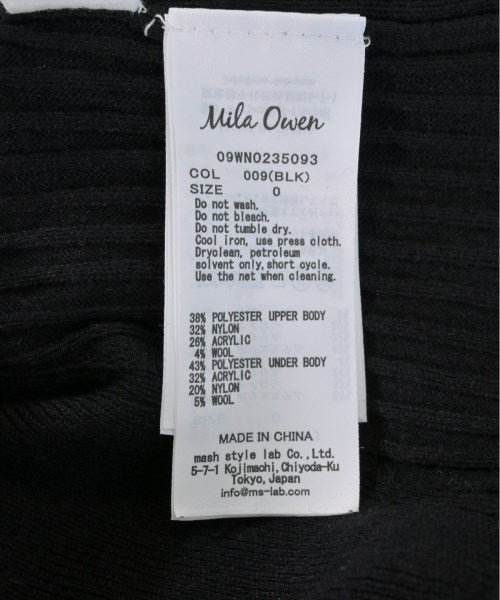 Mila Owen
09WN0235093
COL 009(BLK)
SIZE 0
Do not wash.
Do not bleach.
Do not tumble dry.
Cool iron, use press cloth.
Dryclean, petroleum
solvent only, short cycle.
Use the net when cleaning.
38% POLYESTER UPPER BODY
32% NYLON
26% ACRYLIC
4% WOOL
43% POLYESTER UNDER BODY
32% ACRYLIC
20% NYLON
5% WOOL
MADE IN CHINA
mash style lab Co., Ltd.
5-7-1 Kojimachi, Chiyoda-Ku
Tokyo, Japan
info@ms-lab.com